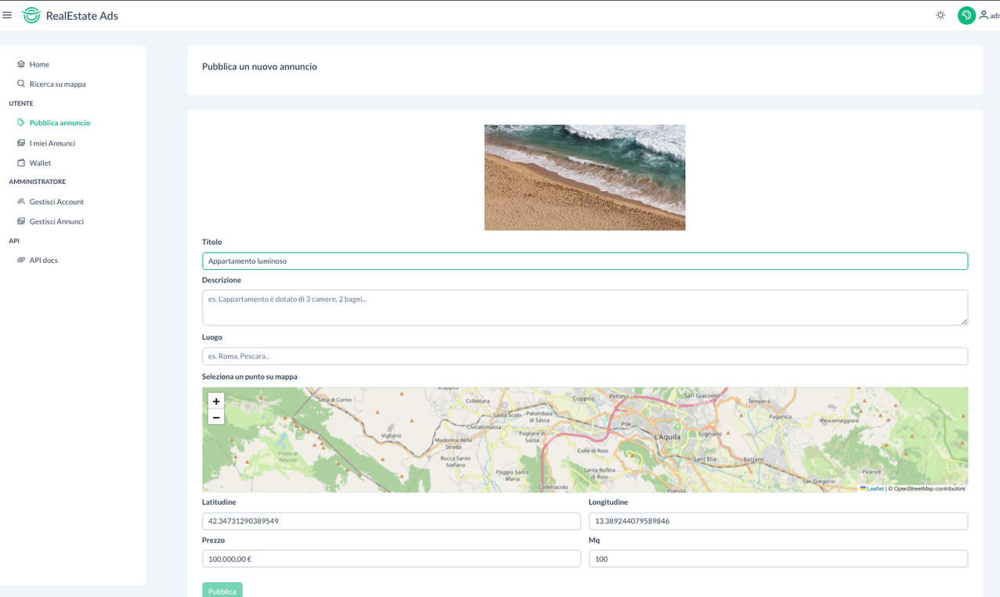 RealEstate Ads
adr
Home
Ricerca su mappa
UTENTE
Pubblica annuncio
I miei Annunci
Wallet
AMMINISTRATORE
Gestisci Account
Gestisci Annunci
API
API docs
Pubblica un nuovo annuncio
Titolo
Appartamento luminoso
Descrizione
es. L'appartamento è dotato di 3 camere, 2 bagni...
Luogo
es. Roma, Pescara...
Seleziona un punto su mappa
+
−
Scoppito
Sella di Corno
Collettara
Coppito
Pettino
San Giacomo
Tempera
Sassa Scalo
Palombaia di Sassa
Paganica
Pescomaggiore
Vigliano
Civitatomassa
Pagliare di Sassa
Pile
L'Aquila
Gignano
Madonna della Strada
Prato di Pascino
Rocca Santo Stefano
Colle di Roio
Sant'Elia
Bazzano
Poggio Santa Maria
Santa Rufina di Roio
Picenze
San Gregorio
Collefracido
Pianola
Leaflet | © OpenStreetMap contributors
Latitudine
Longitudine
42.34731290389549
13.389244079589846
Prezzo
Mq
100.000,00 €
100
Pubblica